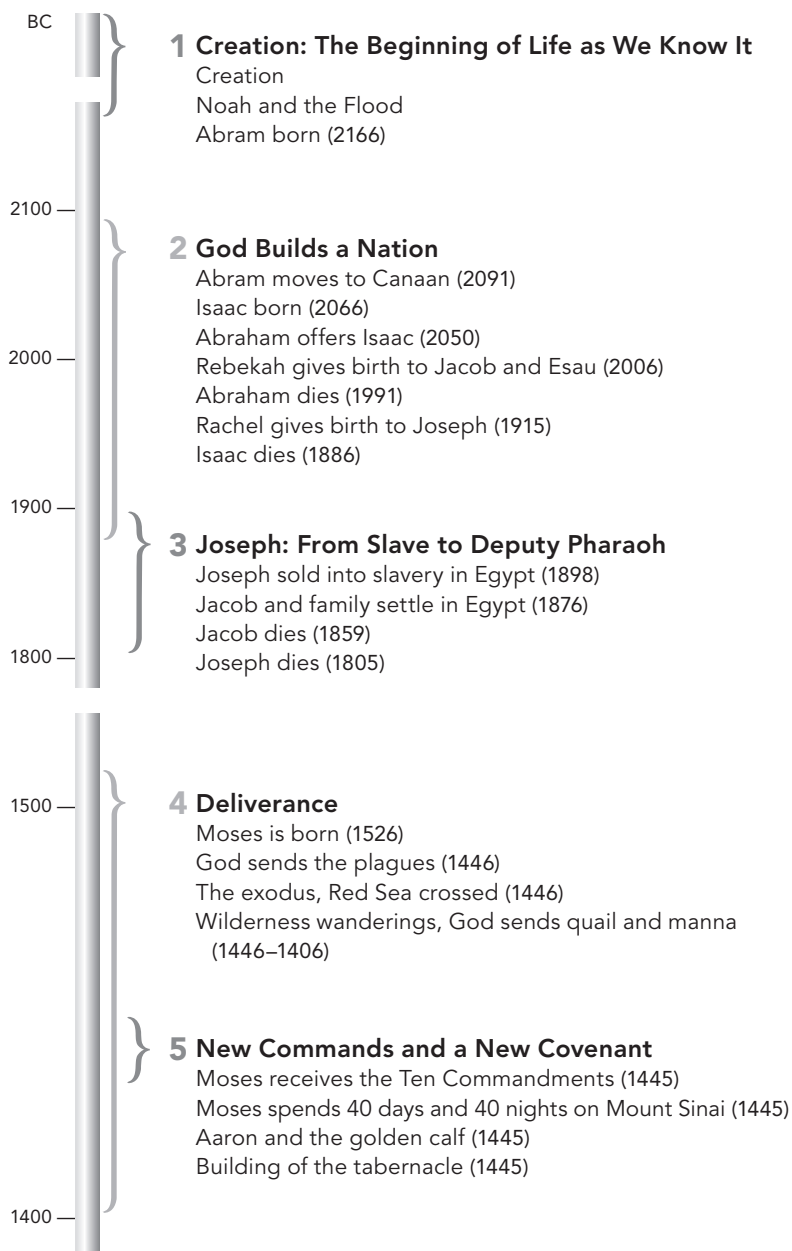 BC
1 Creation: The Beginning of Life as We Know It
Creation
Noah and the Flood
Abram born (2166)
2100
2 God Builds a Nation
Abram moves to Canaan (2091)
Isaac born (2066)
Abraham offers Isaac (2050)
2000
Rebekah gives birth to Jacob and Esau (2006)
Abraham dies (1991)
Rachel gives birth to Joseph (1915)
Isaac dies (1886)
1900
3 Joseph: From Slave to Deputy Pharaoh
Joseph sold into slavery in Egypt (1898)
Jacob and family settle in Egypt (1876)
Jacob dies (1859)
1800
Joseph dies (1805)
1500
4 Deliverance
Moses is born (1526)
God sends the plagues (1446)
The exodus, Red Sea crossed (1446)
Wilderness wanderings, God sends quail and manna
(1446–1406)
5 New Commands and a New Covenant
Moses receives the Ten Commandments (1445)
Moses spends 40 days and 40 nights on Mount Sinai (1445)
Aaron and the golden calf (1445)
Building of the tabernacle (1445)
1400